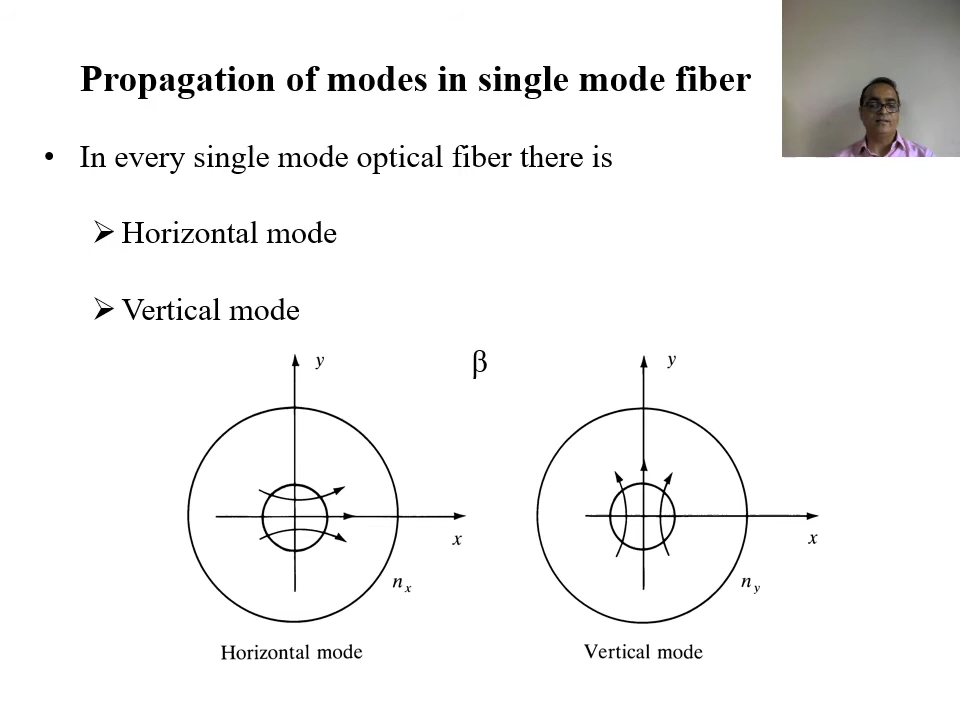 Propagation of modes in single mode fiber
• In every single mode optical fiber there is
➢ Horizontal mode
➢ Vertical mode
β
y
y
x
x
nₓ
n_y
Horizontal mode
Vertical mode